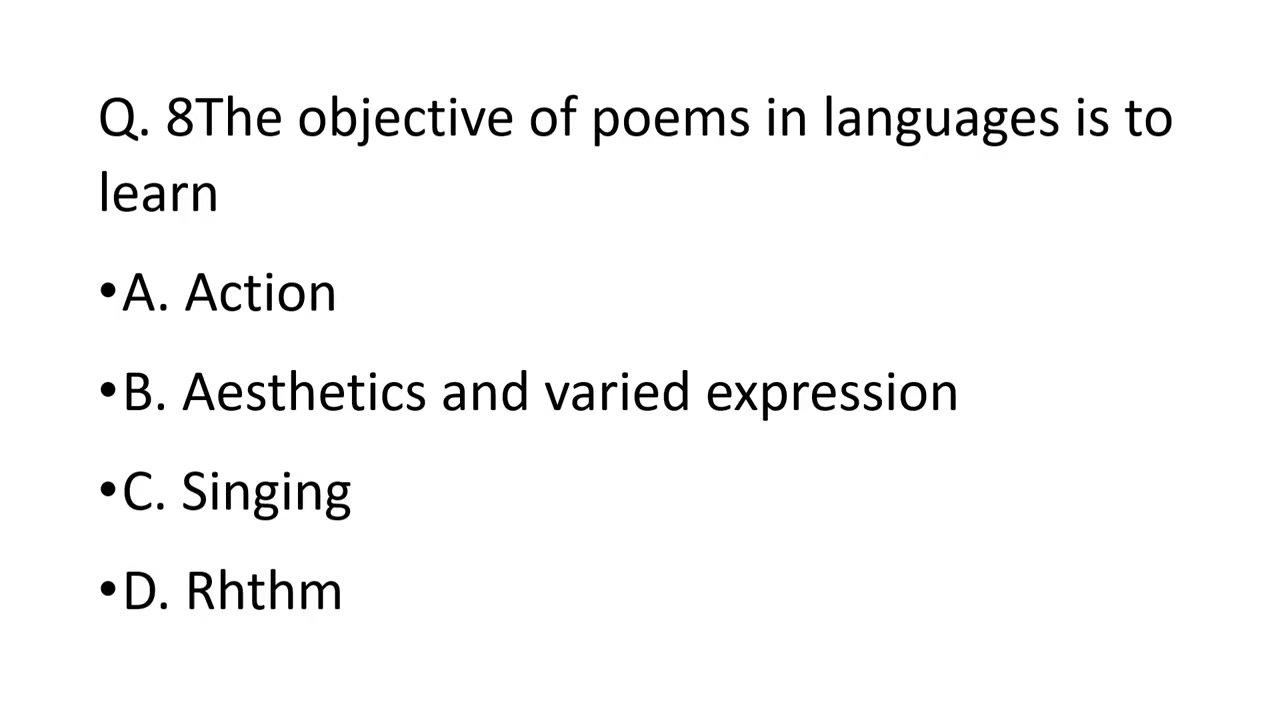 Q. 8The objective of poems in languages is to
learn
•A. Action
•B. Aesthetics and varied expression
•C. Singing
•D. Rhthm